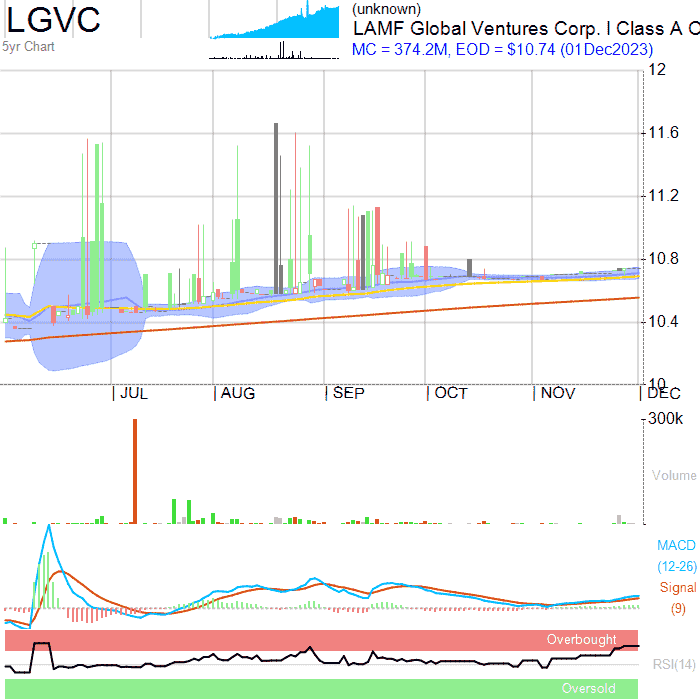 LGVC
5yr Chart
(unknown)
LAMF Global Ventures Corp. I Class A O
MC = 374.2M, EOD = $10.74 (01Dec2023)
12
11.6
11.2
10.8
10.4
10
JUL AUG SEP OCT NOV DEC
300k
Volume
MACD
(12-26)
Signal
(9)
Overbought
RSI(14)
Oversold